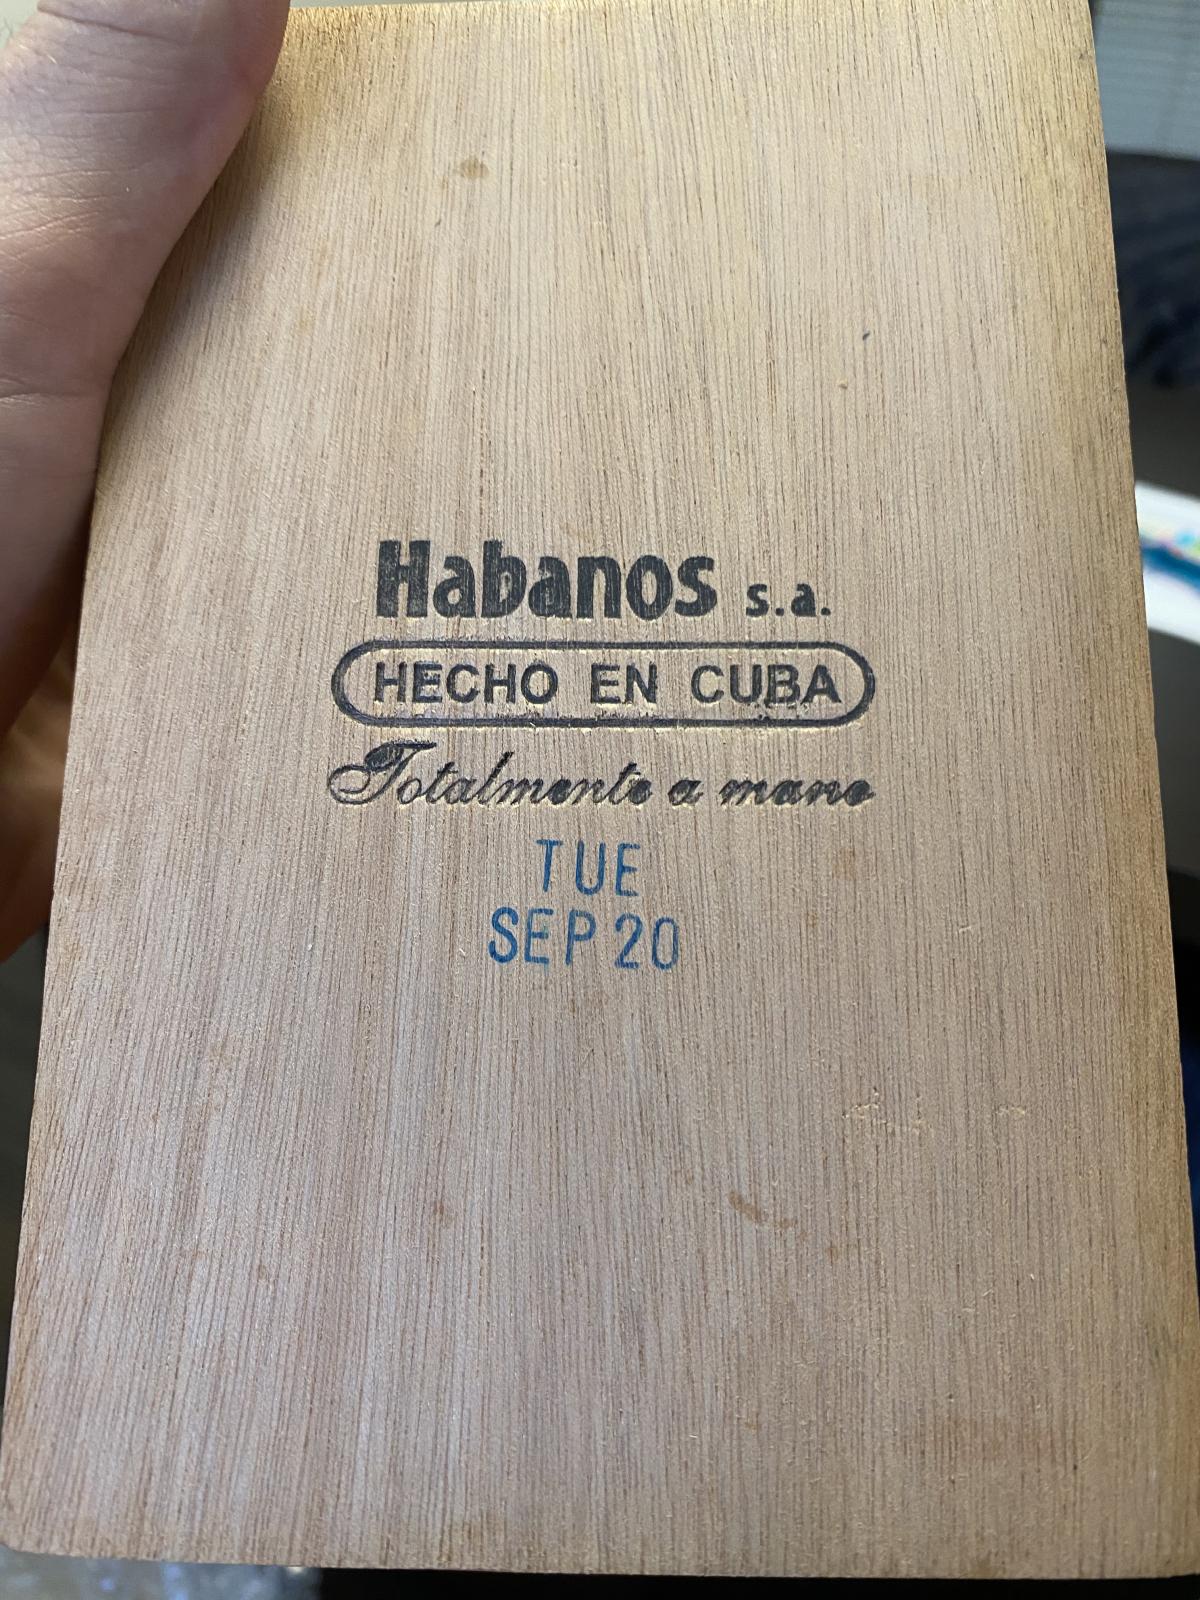 Habanos s.a.
HECHO EN CUBA
Totalmente a mano
TUE
SEP 20